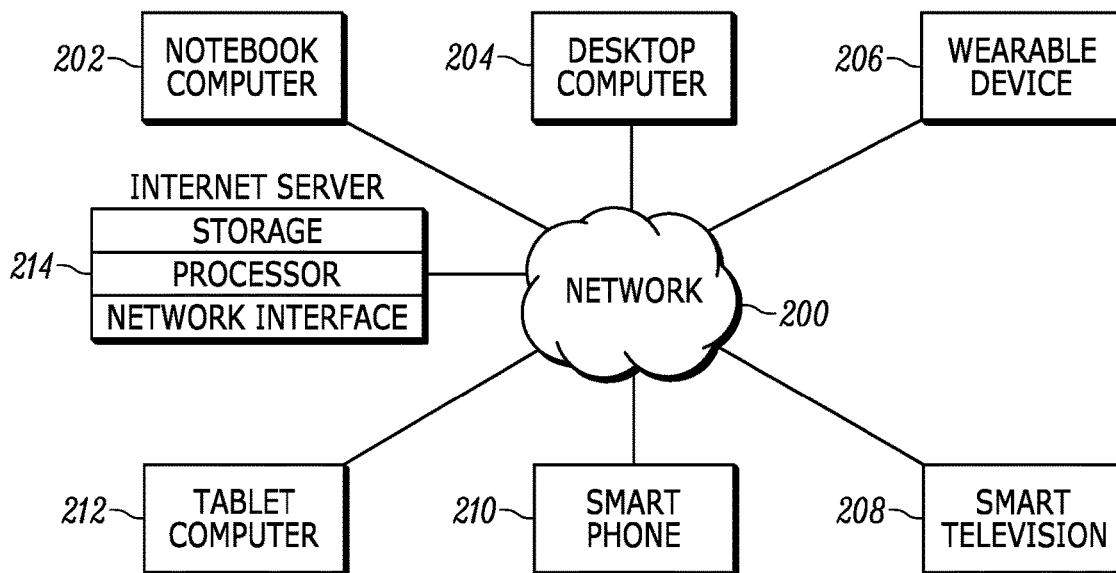 202
NOTEBOOK
COMPUTER
204
DESKTOP
COMPUTER
206
WEARABLE
DEVICE
INTERNET SERVER
214
STORAGE
PROCESSOR
NETWORK INTERFACE
NETWORK
200
212
TABLET
COMPUTER
210
SMART
PHONE
208
SMART
TELEVISION